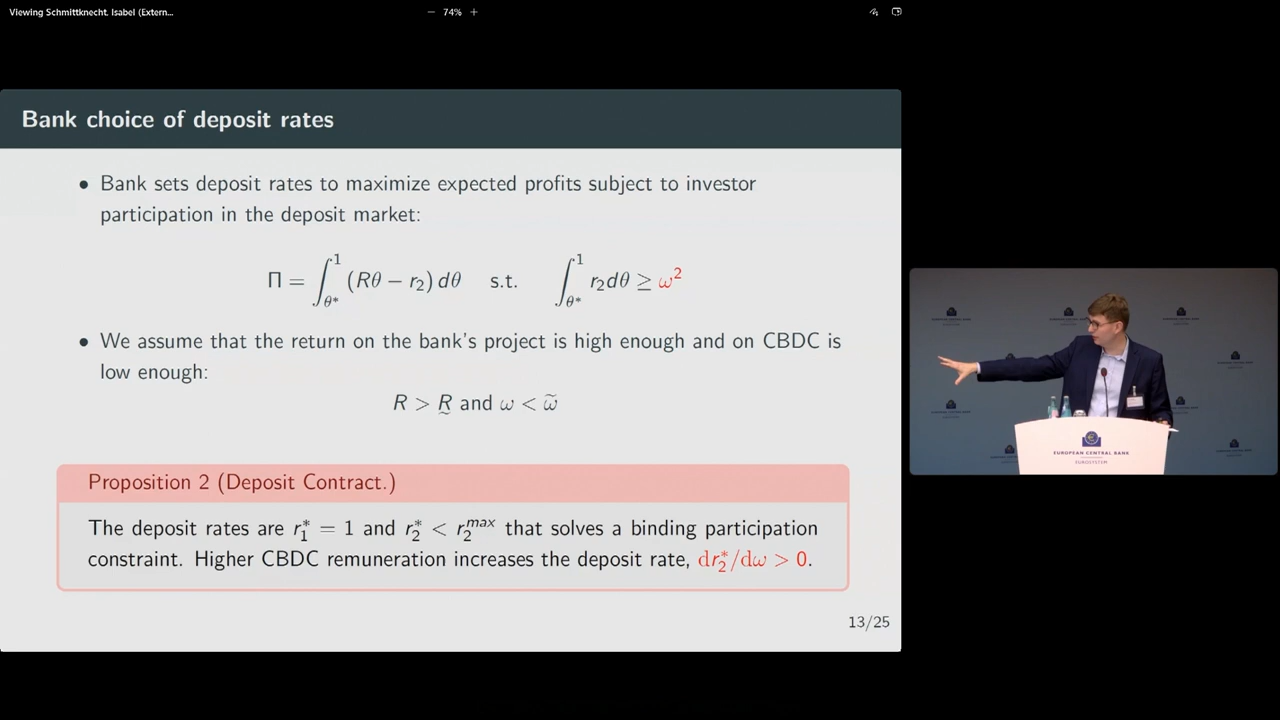 Viewing Schmittknecht, Isabel (Extern...
− 74% +
Bank choice of deposit rates
• Bank sets deposit rates to maximize expected profits subject to investor
participation in the deposit market:
Π = ∫_{θ*}^{1} (Rθ − r₂) dθ s.t. ∫_{θ*}^{1} r₂dθ ≥ ω²
• We assume that the return on the bank's project is high enough and on CBDC is
low enough:
R > R̰ and ω < ω̃
Proposition 2 (Deposit Contract.)
The deposit rates are r₁* = 1 and r₂* < r₂^{max} that solves a binding participation
constraint. Higher CBDC remuneration increases the deposit rate, dr₂*/dω > 0.
13/25
EUROPEAN CENTRAL BANK
EUROSYSTEM